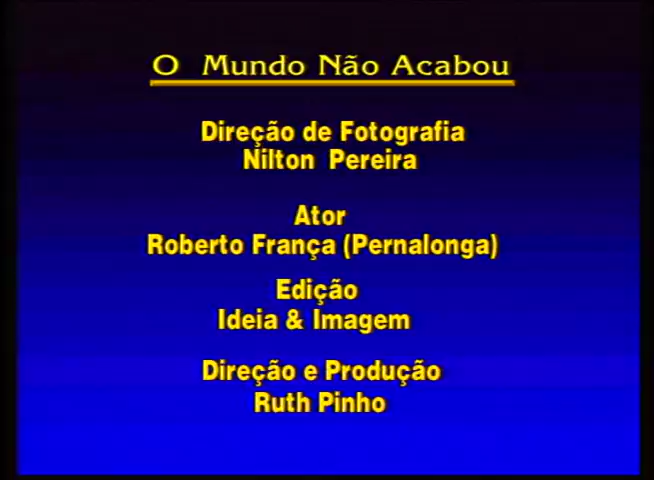 O Mundo Não Acabou
Direção de Fotografia
Nilton Pereira
Ator
Roberto França (Pernalonga)
Edição
Ideia & Imagem
Direção e Produção
Ruth Pinho